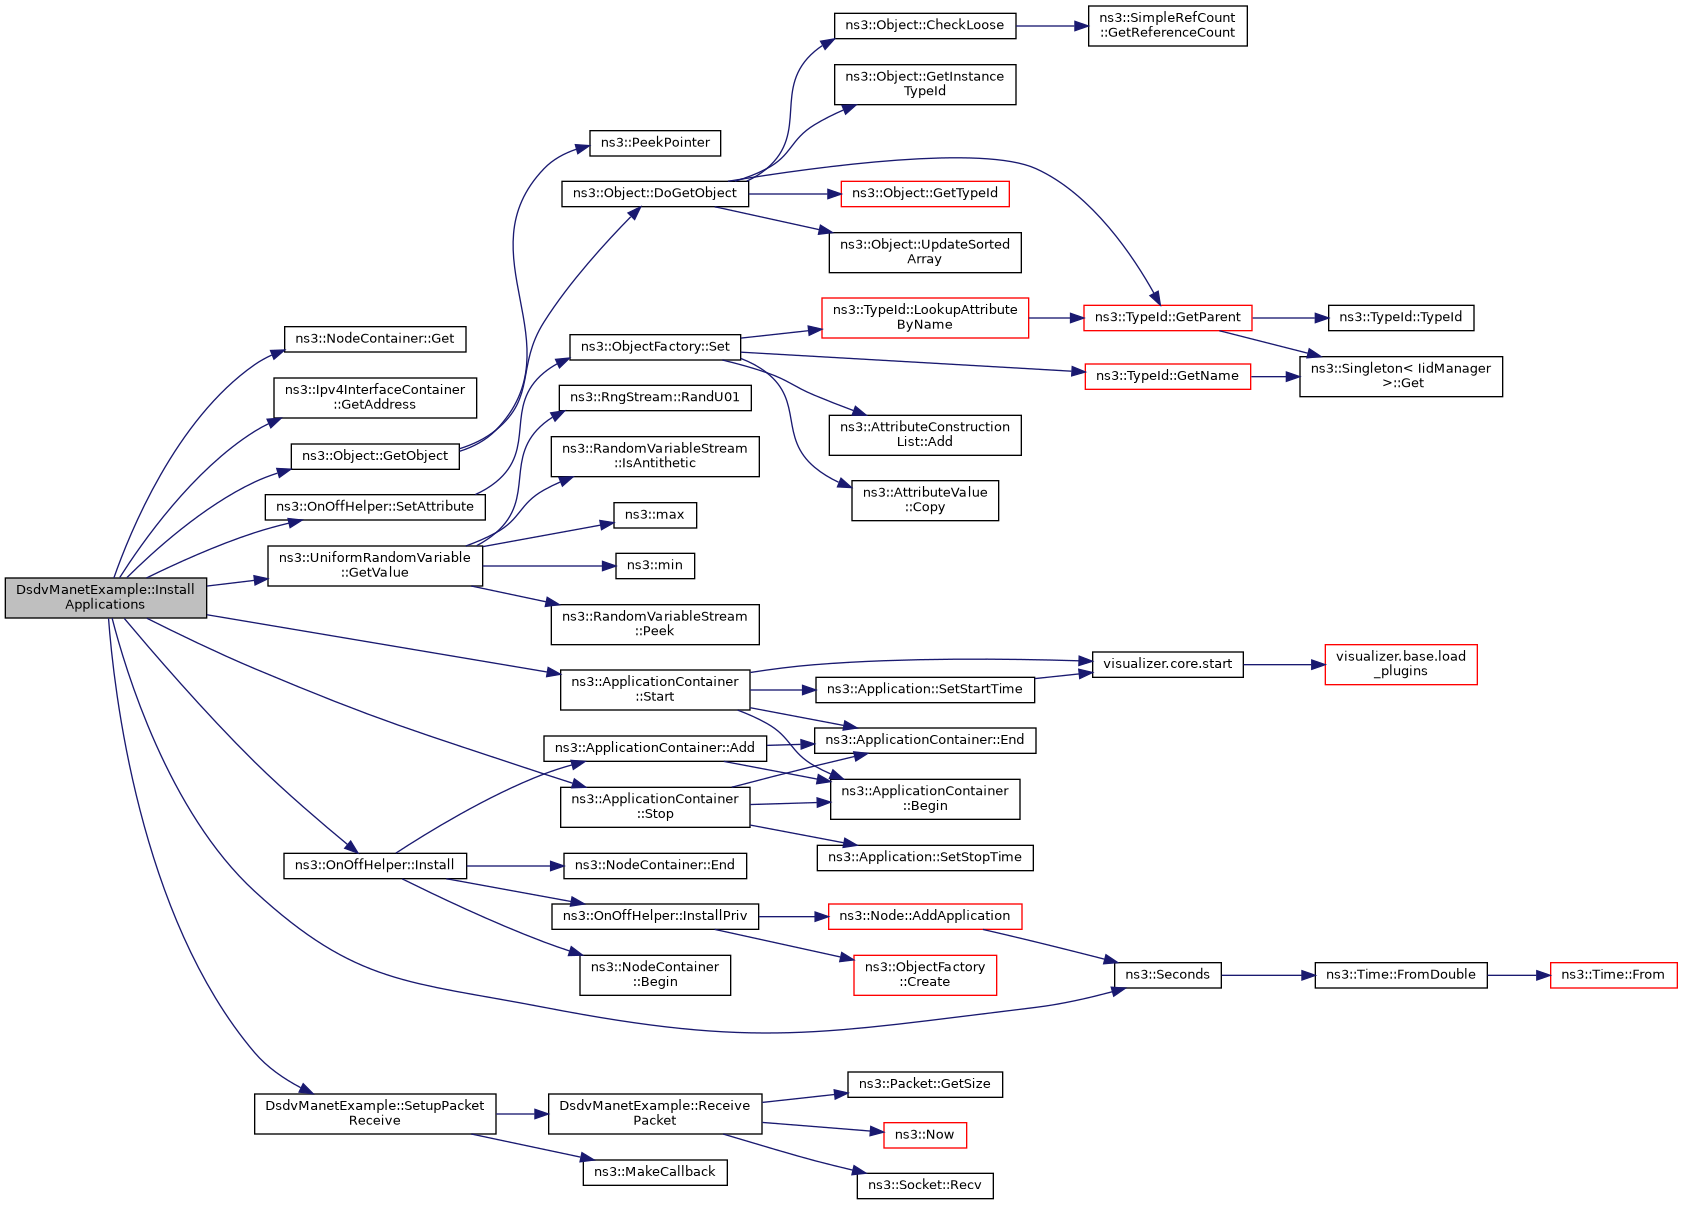 ns3::Object::CheckLoose
ns3::SimpleRefCount
::GetReferenceCount
ns3::Object::GetInstance
TypeId
ns3::PeekPointer
ns3::Object::DoGetObject
ns3::Object::GetTypeId
ns3::Object::UpdateSorted
Array
ns3::NodeContainer::Get
ns3::ObjectFactory::Set
ns3::TypeId::LookupAttribute
ByName
ns3::TypeId::GetParent
ns3::TypeId::TypeId
ns3::Ipv4InterfaceContainer
::GetAddress
ns3::RngStream::RandU01
ns3::TypeId::GetName
ns3::Singleton< IidManager
>::Get
ns3::Object::GetObject
ns3::RandomVariableStream
::IsAntithetic
ns3::AttributeConstruction
List::Add
ns3::OnOffHelper::SetAttribute
ns3::max
ns3::AttributeValue
::Copy
ns3::UniformRandomVariable
::GetValue
ns3::min
DsdvManetExample::Install
Applications
ns3::RandomVariableStream
::Peek
ns3::ApplicationContainer
::Start
ns3::Application::SetStartTime
visualizer.core.start
visualizer.base.load
_plugins
ns3::ApplicationContainer::Add
ns3::ApplicationContainer::End
ns3::ApplicationContainer
::Stop
ns3::ApplicationContainer
::Begin
ns3::OnOffHelper::Install
ns3::NodeContainer::End
ns3::Application::SetStopTime
ns3::OnOffHelper::InstallPriv
ns3::Node::AddApplication
ns3::NodeContainer
::Begin
ns3::ObjectFactory
::Create
ns3::Seconds
ns3::Time::FromDouble
ns3::Time::From
DsdvManetExample::SetupPacket
Receive
DsdvManetExample::Receive
Packet
ns3::Packet::GetSize
ns3::Now
ns3::MakeCallback
ns3::Socket::Recv